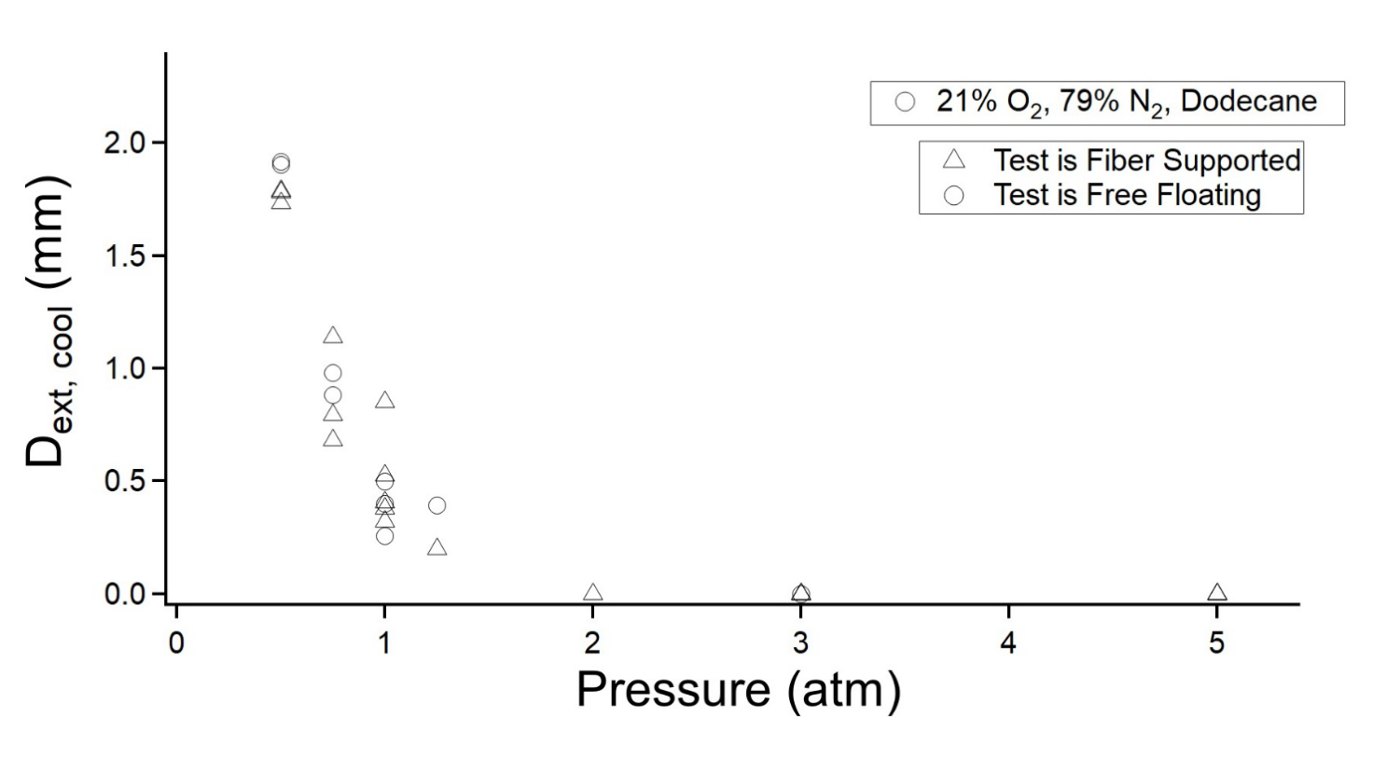 21% O₂, 79% N₂, Dodecane
Test is Fiber Supported
Test is Free Floating
D_ext, cool (mm)
2.0
1.5
1.0
0.5
0.0
0 1 2 3 4 5
Pressure (atm)